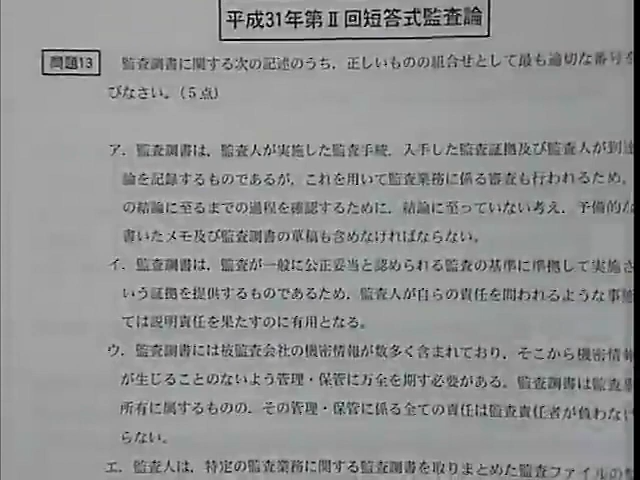 平成31年第Ⅱ回短答式監査論
問題13 監査調書に関する次の記述のうち、正しいものの組合せとして最も適切な番号を
びなさい。（５点）
ア．監査調書は、監査人が実施した監査手続、入手した監査証拠及び監査人が到達
論を記録するものであるが、これを用いて監査業務に係る審査も行われるため、
の結論に至るまでの過程を確認するために、結論に至っていない考え、予備的な
書いたメモ及び監査調書の草稿も含めなければならない。
イ．監査調書は、監査が一般に公正妥当と認められる監査の基準に準拠して実施さ
いう証拠を提供するものであるため、監査人が自らの責任を問われるような事態
ては説明責任を果たすのに有用となる。
ウ．監査調書には被監査会社の機密情報が数多く含まれており、そこから機密情報
が生じることのないよう管理・保管に万全を期す必要がある。監査調書は監査
所有に属するものの、その管理・保管に係る全ての責任は監査責任者が負わない
らない。
エ．監査人は、特定の監査業務に関する監査調書を取りまとめた監査ファイルの